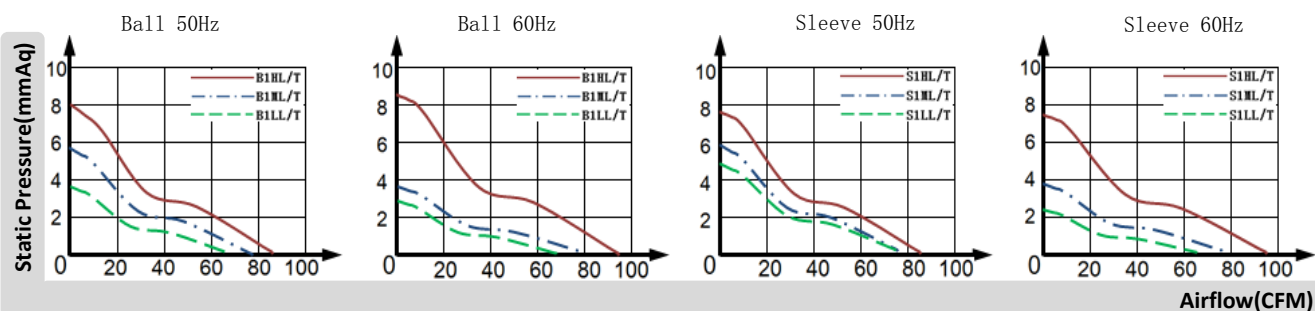 Static Pressure(mmAq)
Ball 50Hz
10
8
6
4
2
0
20
40
60
80
100
B1HL/T
B1ML/T
B1LL/T
Ball 60Hz
10
8
6
4
2
0
20
40
60
80
100
B1HL/T
B1ML/T
B1LL/T
Sleeve 50Hz
10
8
6
4
2
0
20
40
60
80
100
S1HL/T
S1ML/T
S1LL/T
Sleeve 60Hz
10
8
6
4
2
0
20
40
60
80
100
S1HL/T
S1ML/T
S1LL/T
Airflow(CFM)